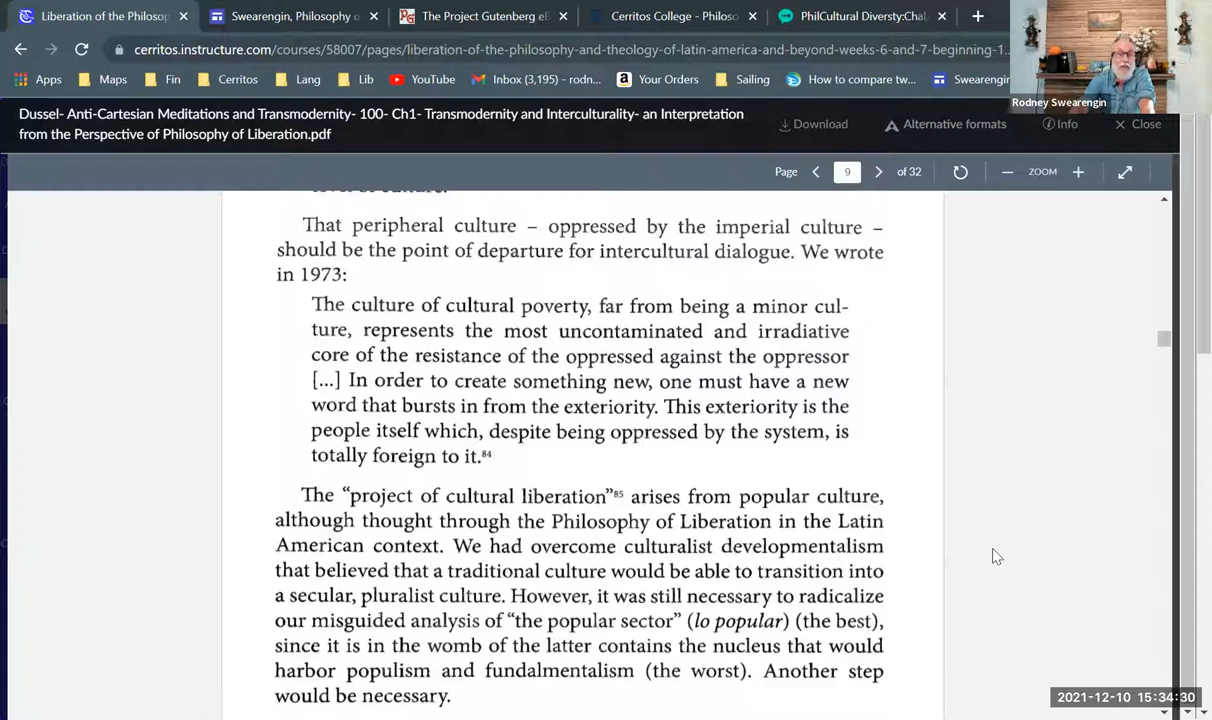 Liberation of the Philosop
Swearengin, Philosophy o
The Project Gutenberg eB
Cerritos College - Philoso
PhilCultural Diversty:Chal
cerritos.instructure.com/courses/58007/pages/liberation-of-the-philosophy-and-theology-of-latin-america-and-beyond-weeks-6-and-7-beginning-1...
Apps Maps Fin Cerritos Lang Lib YouTube Inbox (3,195) - rodn... Your Orders Sailing How to compare tw... Swearengin
Rodney Swearengin
Dussel- Anti-Cartesian Meditations and Transmodernity- 100- Ch1- Transmodernity and Interculturality- an Interpretation
from the Perspective of Philosophy of Liberation.pdf
Download Alternative formats Info Close
Page 9 of 32 ZOOM
That peripheral culture – oppressed by the imperial culture –
should be the point of departure for intercultural dialogue. We wrote
in 1973:
The culture of cultural poverty, far from being a minor cul-
ture, represents the most uncontaminated and irradiative
core of the resistance of the oppressed against the oppressor
[...] In order to create something new, one must have a new
word that bursts in from the exteriority. This exteriority is the
people itself which, despite being oppressed by the system, is
totally foreign to it.⁸⁴
The “project of cultural liberation”⁸⁵ arises from popular culture,
although thought through the Philosophy of Liberation in the Latin
American context. We had overcome culturalist developmentalism
that believed that a traditional culture would be able to transition into
a secular, pluralist culture. However, it was still necessary to radicalize
our misguided analysis of “the popular sector” (lo popular) (the best),
since it is in the womb of the latter contains the nucleus that would
harbor populism and fundalmentalism (the worst). Another step
would be necessary.
2021-12-10 15:34:30